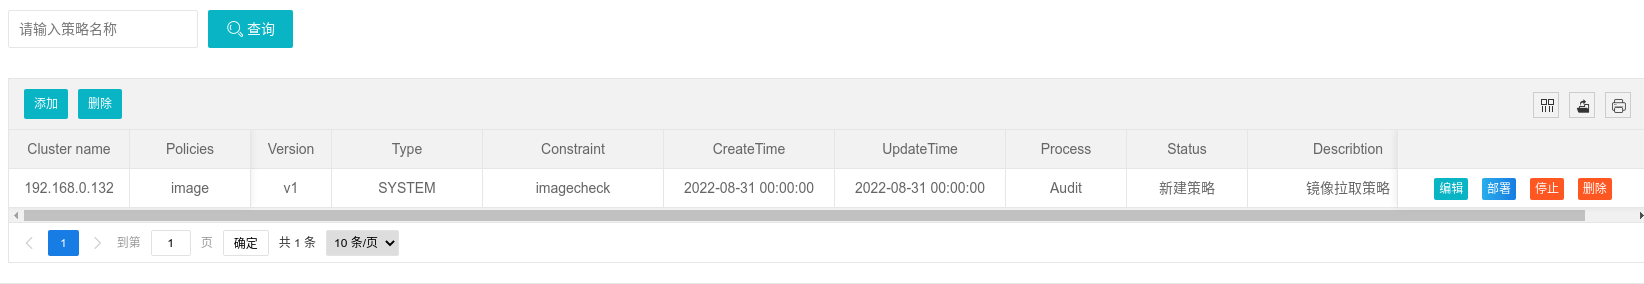 请输入策略名称 查询
添加 删除
Cluster name Policies Version Type Constraint CreateTime UpdateTime Process Status Describtion
192.168.0.132 image v1 SYSTEM imagecheck 2022-08-31 00:00:00 2022-08-31 00:00:00 Audit 新建策略 镜像拉取策略 编辑 部署 停止 删除
1 到第 1 页 确定 共 1 条 10 条/页